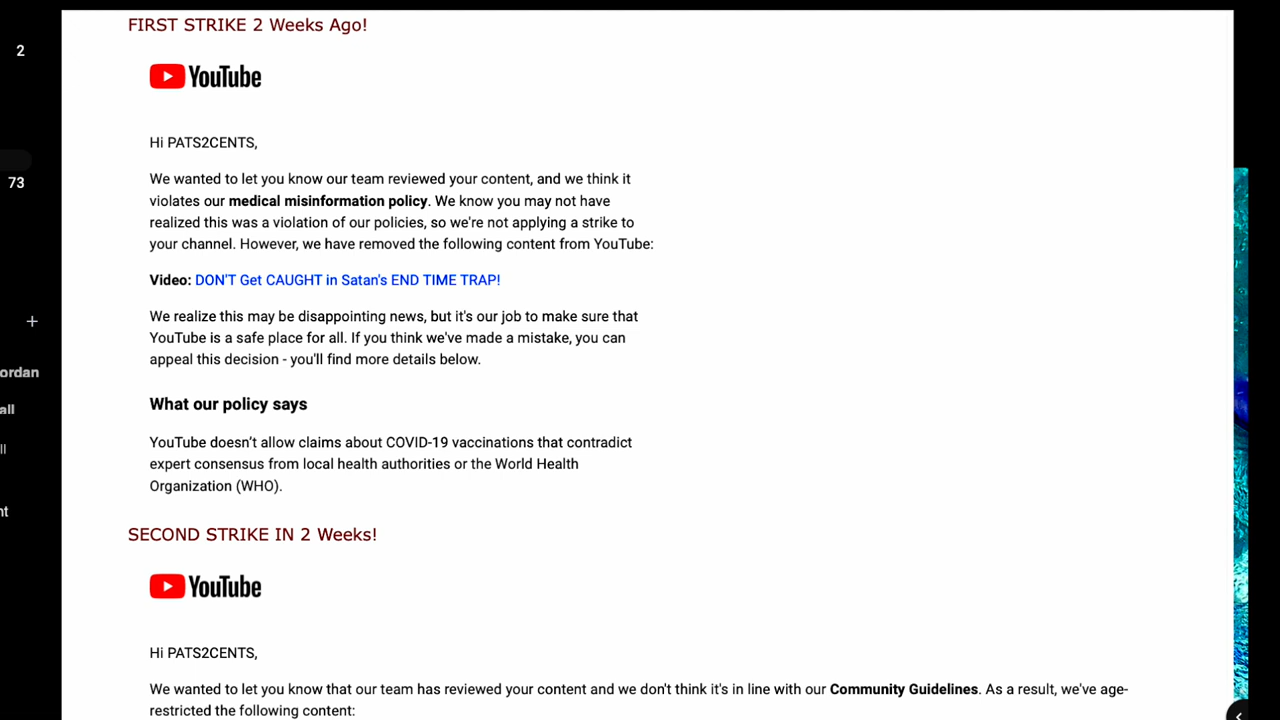 FIRST STRIKE 2 Weeks Ago!
2
YouTube
Hi PATS2CENTS,
We wanted to let you know our team reviewed your content, and we think it
violates our medical misinformation policy. We know you may not have
73
realized this was a violation of our policies, so we're not applying a strike to
your channel. However, we have removed the following content from YouTube:
Video: DON'T Get CAUGHT in Satan's END TIME TRAP!
We realize this may be disappointing news, but it's our job to make sure that
+
YouTube is a safe place for all. If you think we've made a mistake, you can
appeal this decision - you'll find more details below.
ordan
What our policy says
all
YouTube doesn't allow claims about COVID-19 vaccinations that contradict
ll
expert consensus from local health authorities or the World Health
Organization (WHO).
nt
SECOND STRIKE IN 2 Weeks!
YouTube
Hi PATS2CENTS,
We wanted to let you know that our team has reviewed your content and we don't think it's in line with our Community Guidelines. As a result, we've age-
restricted the following content: